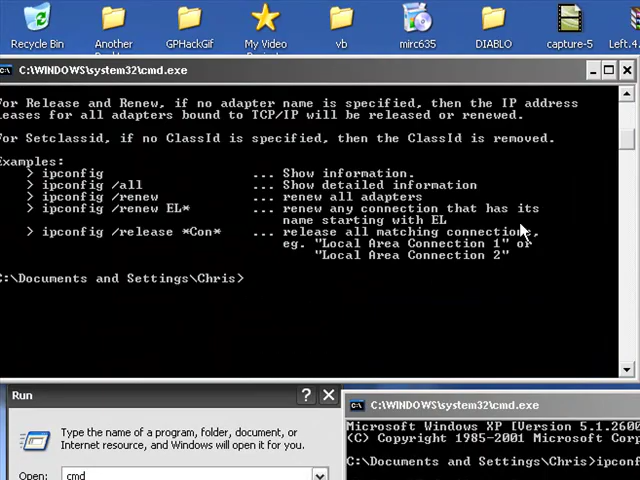 Recycle Bin
Another
GPHackGif
My Video
vb
mirc635
DIABLO
capture-5
Left.4.
C:\WINDOWS\system32\cmd.exe
For Release and Renew, if no adapter name is specified, then the IP address
leases for all adapters bound to TCP/IP will be released or renewed.
For Setclassid, if no ClassId is specified, then the ClassId is removed.
Examples:
> ipconfig ... Show information.
> ipconfig /all ... Show detailed information
> ipconfig /renew ... renew all adapters
> ipconfig /renew EL* ... renew any connection that has its
name starting with EL
> ipconfig /release *Con* ... release all matching connections,
eg. "Local Area Connection 1" or
"Local Area Connection 2"
C:\Documents and Settings\Chris>
Run
Type the name of a program, folder, document, or
Internet resource, and Windows will open it for you.
Open: cmd
C:\WINDOWS\system32\cmd.exe
Microsoft Windows XP [Version 5.1.2600
(C) Copyright 1985-2001 Microsoft Corp
C:\Documents and Settings\Chris>ipconf